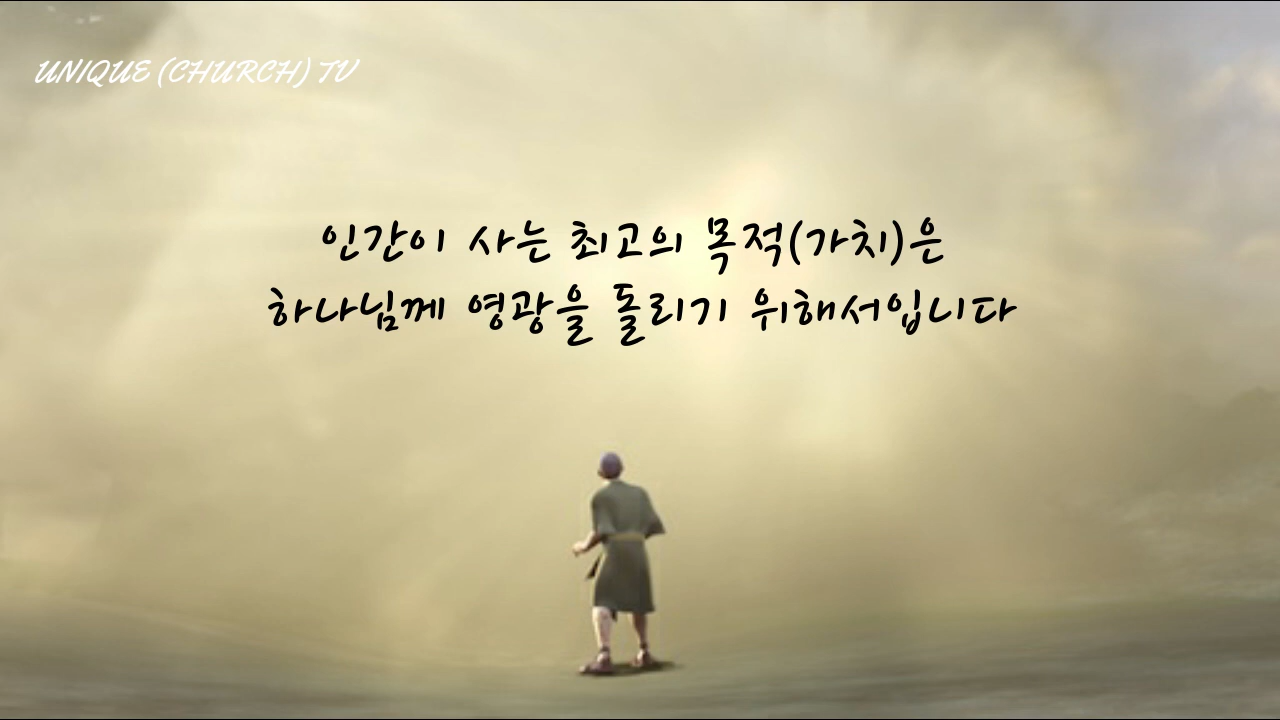 UNIQUE (CHURCH) TV
인간이 사는 최고의 목적(가치)은
하나님께 영광을 돌리기 위해서입니다